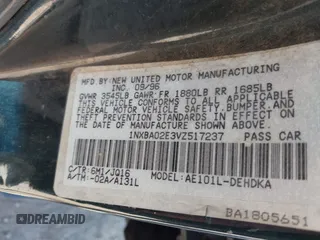 MFD.BY:NEW UNITED MOTOR MANUFACTURING
INC. 09/96
GVWR 3545LB GAWR FR 1880LB RR 1685LB
THIS VEHICLE CONFORMS TO ALL APPLICABLE
FEDERAL MOTOR VEHICLE SAFETY,BUMPER,AND
THEFT PREVENTION STANDARDS IN EFFECT ON
THE DATE OF MANUFACTURE SHOWN ABOVE.
1NXBA02E3VZ517237 PASS CAR
C/TR:6M1/JQ16
A/TM:-02A/A131L
MODEL:AE101L-DEHDKA
BA1805651
© BIDFAX.INFO